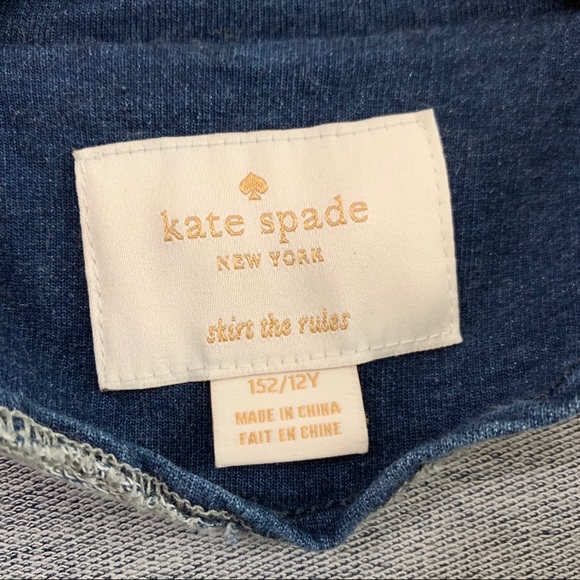 kate spade
NEW YORK
skirt the rules
152/12Y
MADE IN CHINA
FAIT EN CHINE